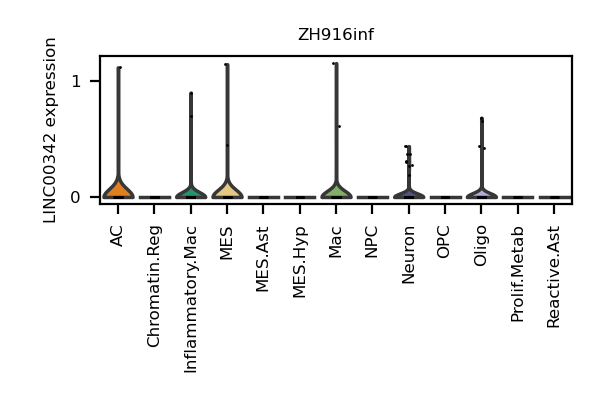 ZH916inf
LINC00342 expression
1
0
AC
Chromatin.Reg
Inflammatory.Mac
MES
MES.Ast
MES.Hyp
Mac
NPC
Neuron
OPC
Oligo
Prolif.Metab
Reactive.Ast